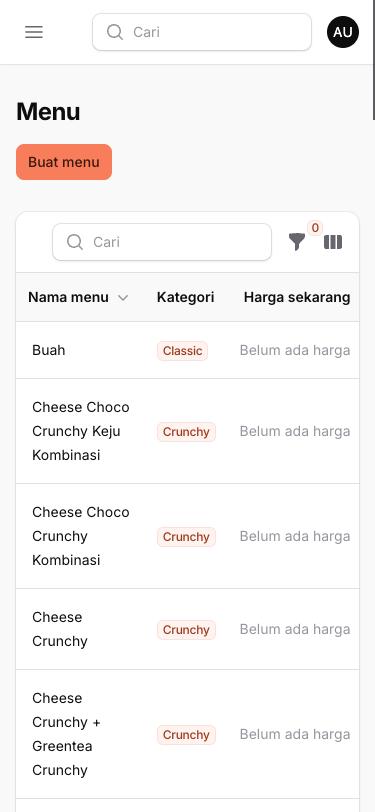 Cari
AU
Menu
Buat menu
Cari
0
Nama menu Kategori Harga sekarang
Buah Classic Belum ada harga
Cheese Choco
Crunchy Keju
Kombinasi
Crunchy Belum ada harga
Cheese Choco
Crunchy
Kombinasi
Crunchy Belum ada harga
Cheese
Crunchy
Crunchy Belum ada harga
Cheese
Crunchy +
Greentea
Crunchy
Crunchy Belum ada harga